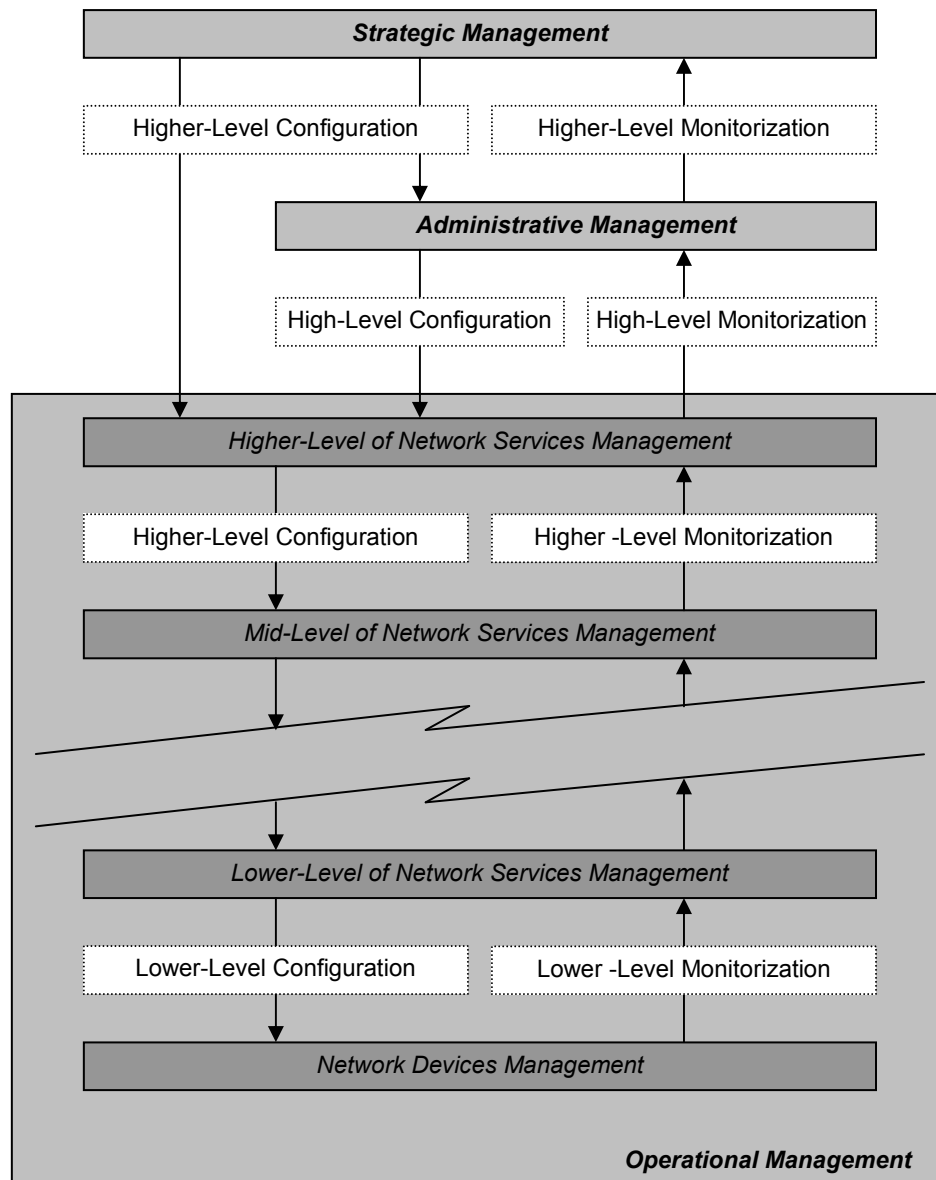 Strategic Management
Higher-Level Configuration
Higher-Level Monitorization
Administrative Management
High-Level Configuration
High-Level Monitorization
Higher-Level of Network Services Management
Higher-Level Configuration
Higher -Level Monitorization
Mid-Level of Network Services Management
Lower-Level of Network Services Management
Lower-Level Configuration
Lower -Level Monitorization
Network Devices Management
Operational Management